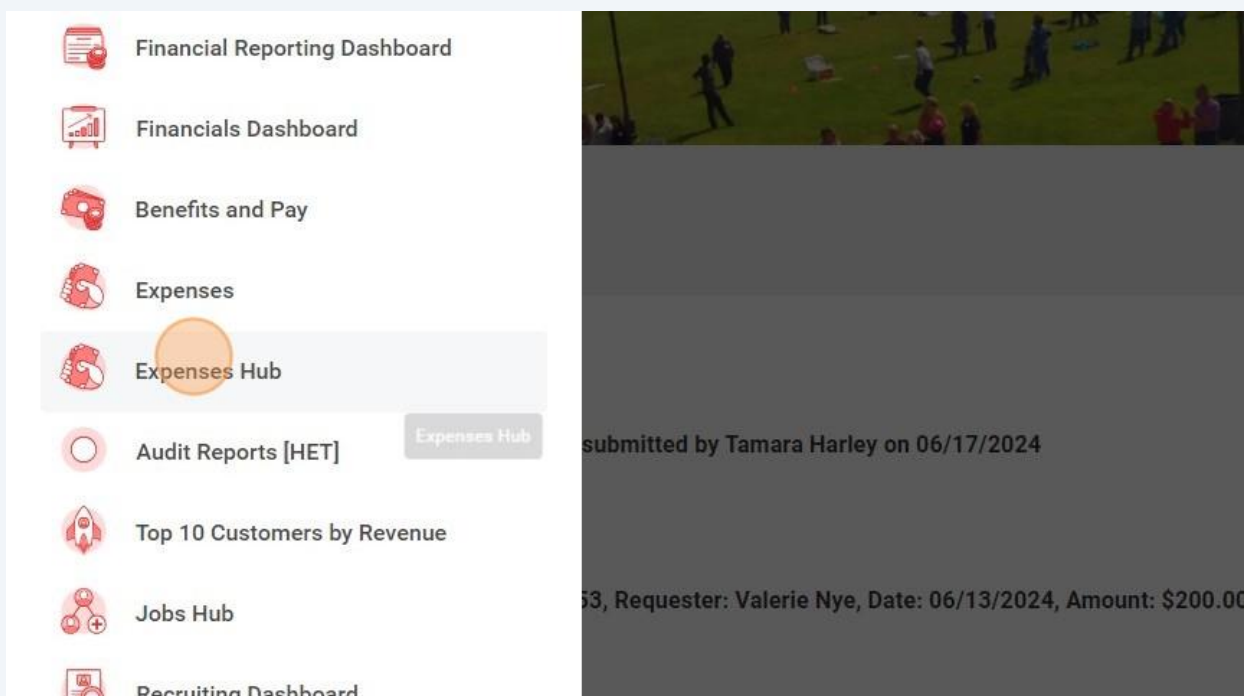 Financial Reporting Dashboard
Financials Dashboard
Benefits and Pay
Expenses
Expenses Hub
Expenses Hub
Audit Reports [HET]
Top 10 Customers by Revenue
Jobs Hub
Recruiting Dashboard
submitted by Tamara Harley on 06/17/2024
53, Requester: Valerie Nye, Date: 06/13/2024, Amount: $200.00